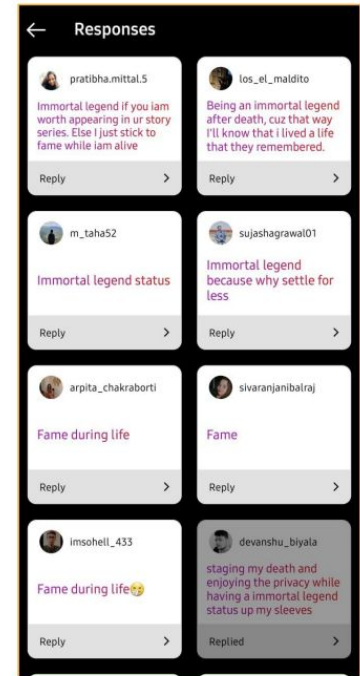 Responses
pratibha.mittal.5
Immortal legend if you iam
worth appearing in ur story
series. Else I just stick to
fame while iam alive
Reply
los_el_maldito
Being an immortal legend
after death, cuz that way
I'll know that i lived a life
that they remembered.
Reply
m_taha52
Immortal legend status
Reply
sujashagrawal01
Immortal legend
because why settle for
less
Reply
arpita_chakraborti
Fame during life
Reply
sivaranjanibalraj
Fame
Reply
imsohell_433
Fame during life🤫
Reply
devanshu_biyala
staging my death and
enjoying the privacy while
having a immortal legend
status up my sleeves
Replied